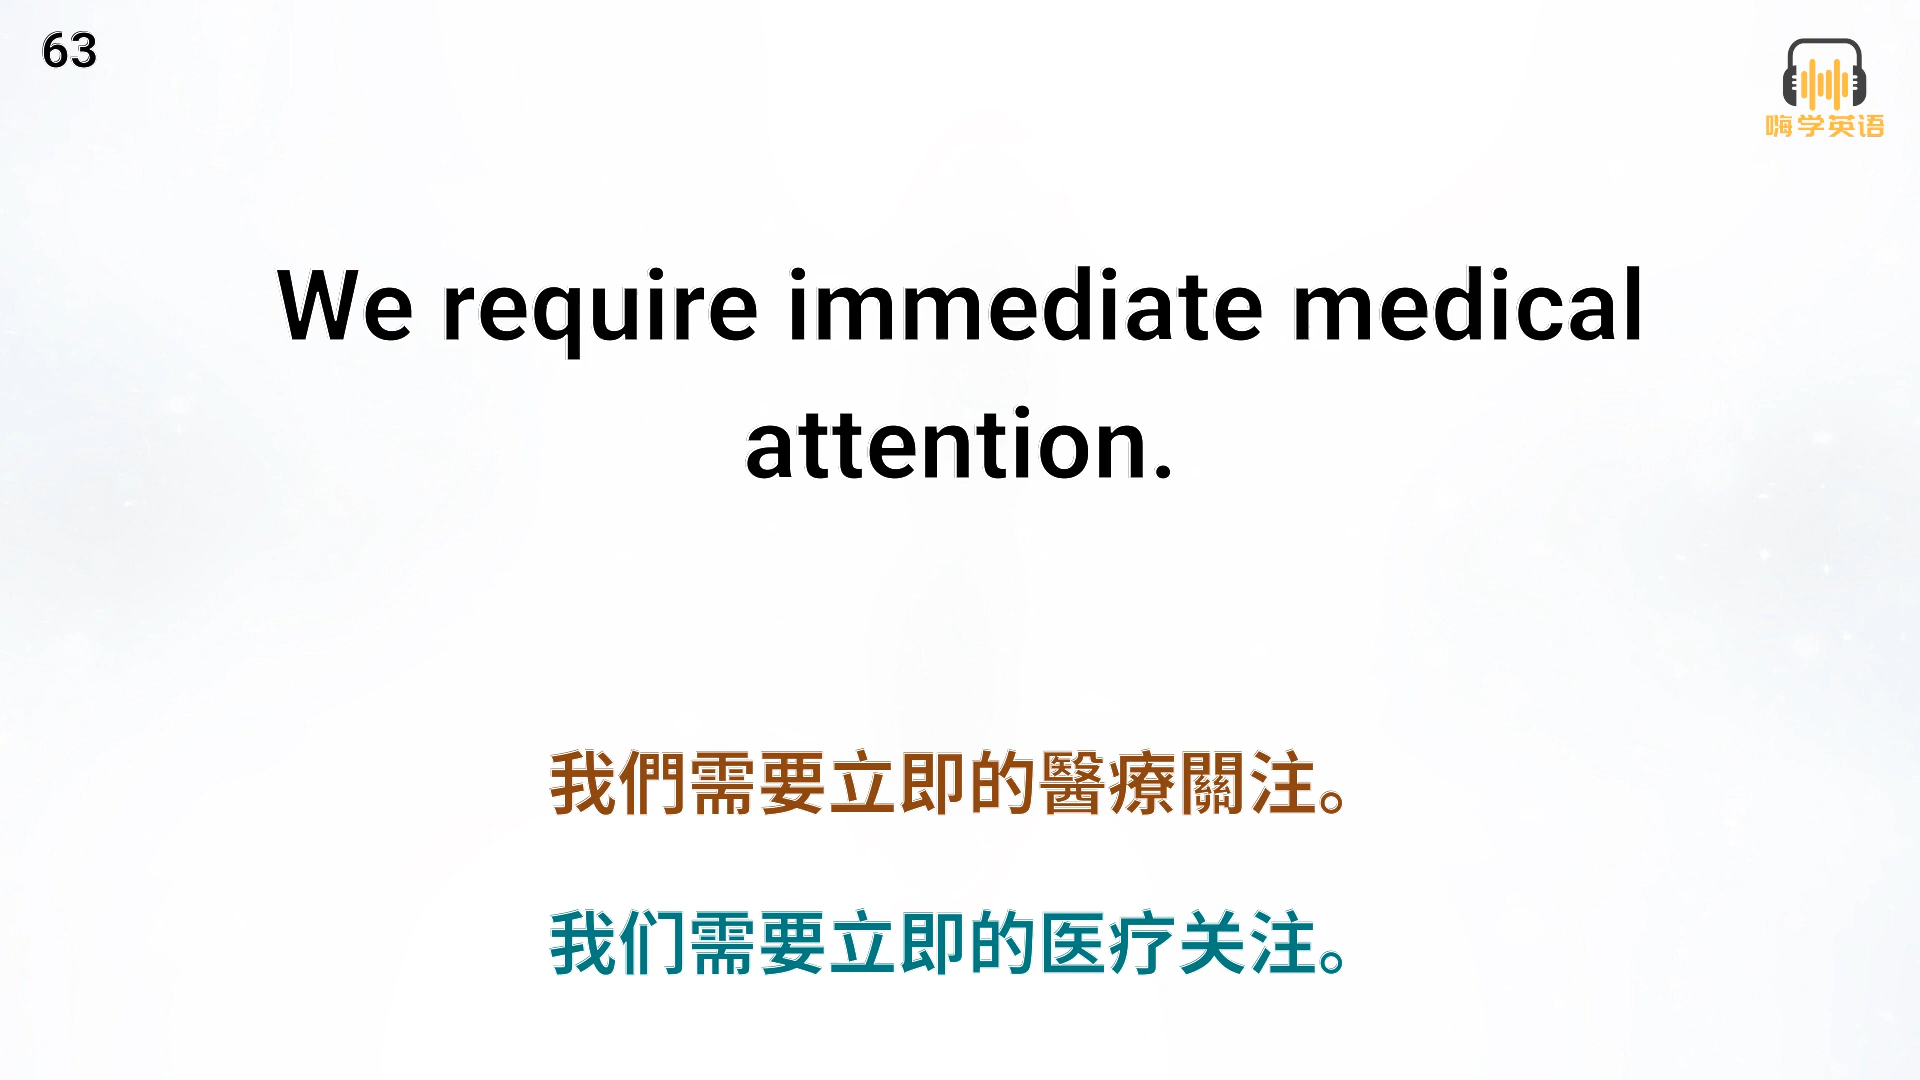 63
嗨学英语
We require immediate medical
attention.
我們需要立即的醫療關注。
我们需要立即的医疗关注。